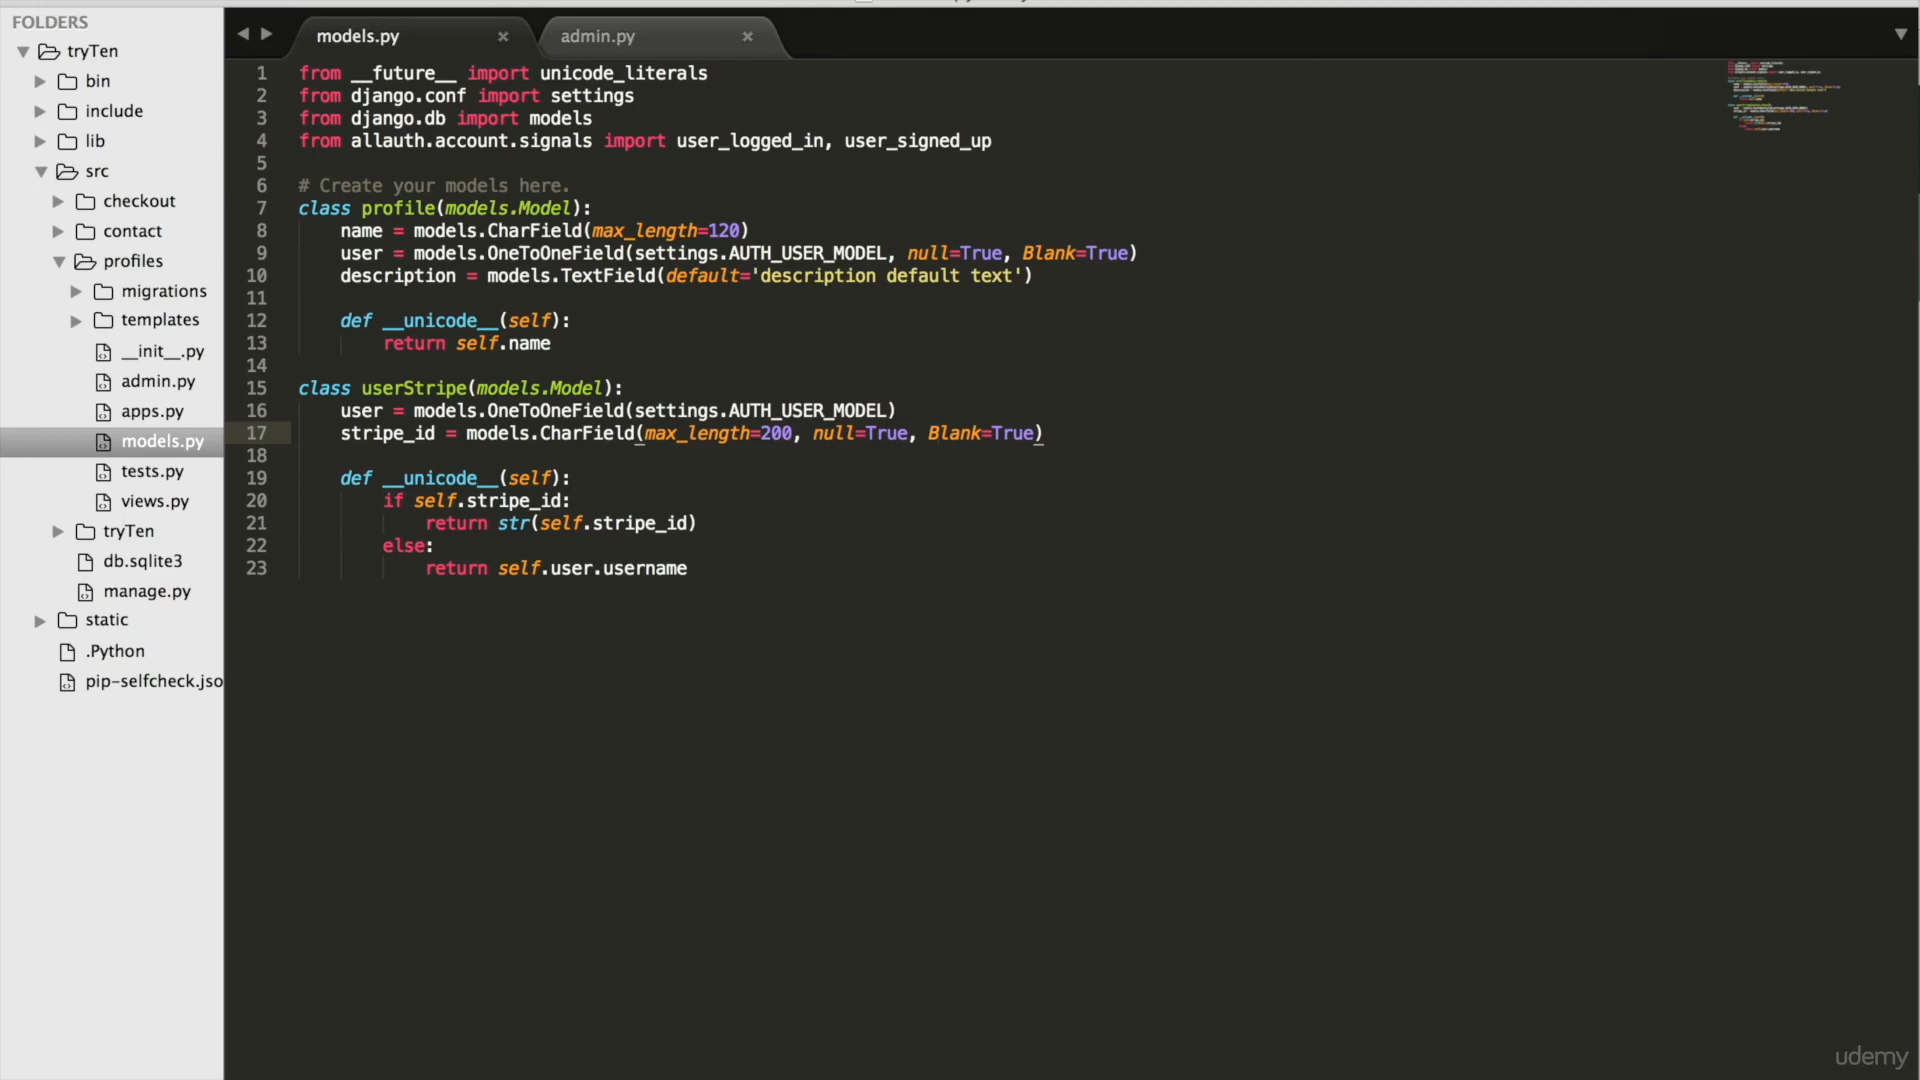 FOLDERS
tryTen
bin
include
lib
src
checkout
contact
profiles
migrations
templates
__init__.py
admin.py
apps.py
models.py
tests.py
views.py
tryTen
db.sqlite3
manage.py
static
.Python
pip-selfcheck.jso
models.py
admin.py
1 from __future__ import unicode_literals
2 from django.conf import settings
3 from django.db import models
4 from allauth.account.signals import user_logged_in, user_signed_up
5
6 # Create your models here.
7 class profile(models.Model):
8 name = models.CharField(max_length=120)
9 user = models.OneToOneField(settings.AUTH_USER_MODEL, null=True, Blank=True)
10 description = models.TextField(default='description default text')
11
12 def __unicode__(self):
13 return self.name
14
15 class userStripe(models.Model):
16 user = models.OneToOneField(settings.AUTH_USER_MODEL)
17 stripe_id = models.CharField(max_length=200, null=True, Blank=True)
18
19 def __unicode__(self):
20 if self.stripe_id:
21 return str(self.stripe_id)
22 else:
23 return self.user.username
udemy